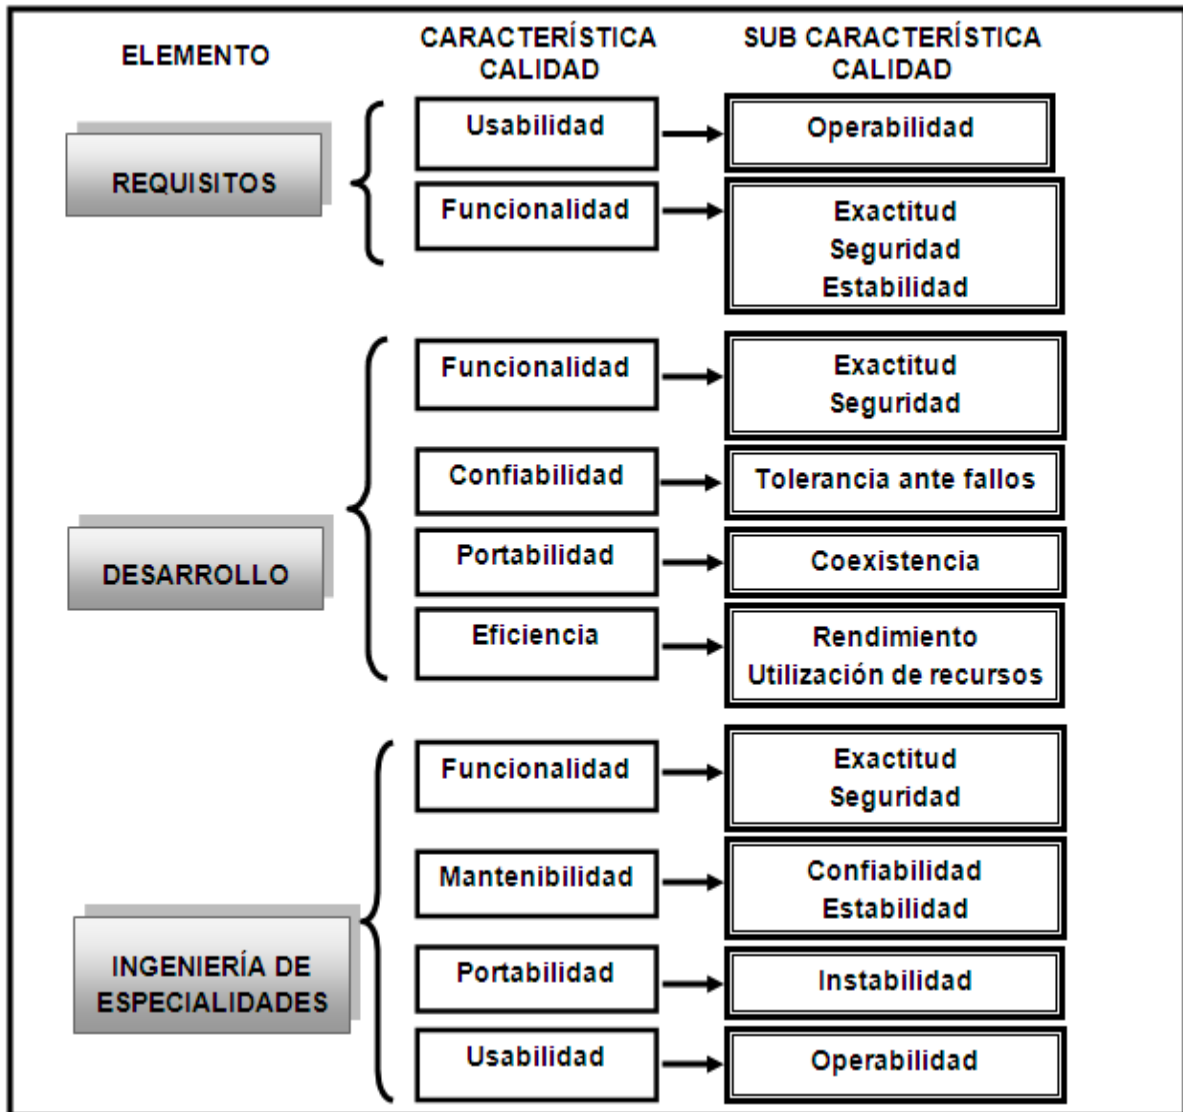 ELEMENTO
CARACTERÍSTICA
CALIDAD
SUB CARACTERÍSTICA
CALIDAD
REQUISITOS
Usabilidad
Operabilidad
Funcionalidad
Exactitud
Seguridad
Estabilidad
DESARROLLO
Funcionalidad
Exactitud
Seguridad
Confiabilidad
Tolerancia ante fallos
Portabilidad
Coexistencia
Eficiencia
Rendimiento
Utilización de recursos
INGENIERÍA DE
ESPECIALIDADES
Funcionalidad
Exactitud
Seguridad
Mantenibilidad
Confiabilidad
Estabilidad
Portabilidad
Instabilidad
Usabilidad
Operabilidad